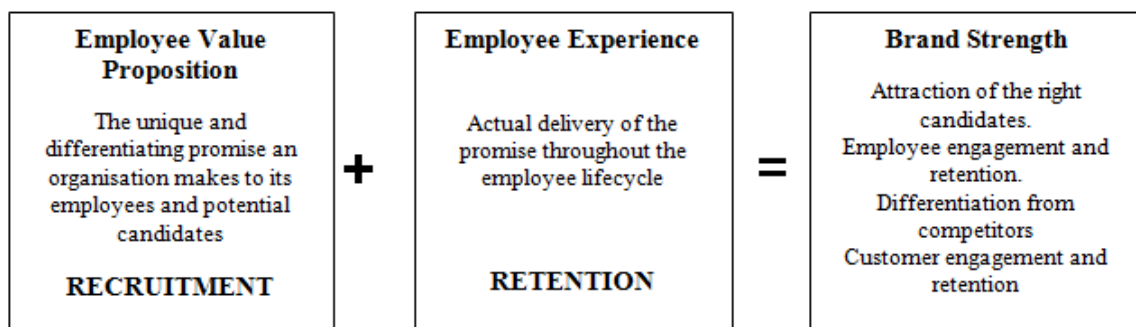 Employee Value
Proposition
The unique and
differentiating promise an
organisation makes to its
employees and potential
candidates
RECRUITMENT
+
Employee Experience
Actual delivery of the
promise throughout the
employee lifecycle
RETENTION
=
Brand Strength
Attraction of the right
candidates.
Employee engagement and
retention.
Differentiation from
competitors
Customer engagement and
retention